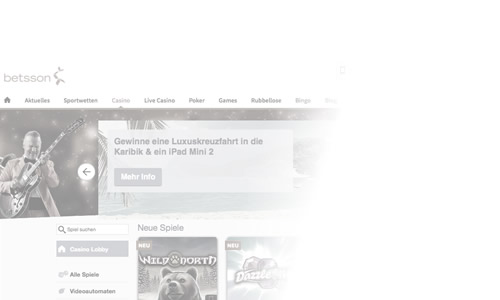 betsson
Aktuelles Sportwetten Casino Live Casino Poker Games Rubbellose Bingo
Gewinne eine Luxuskreuzfahrt in die
Karibik & ein iPad Mini 2
Mehr Info
Spiel suchen
Neue Spiele
Casino Lobby
NEU NEU
WILD NORTH
Alle Spiele
Videoautomaten